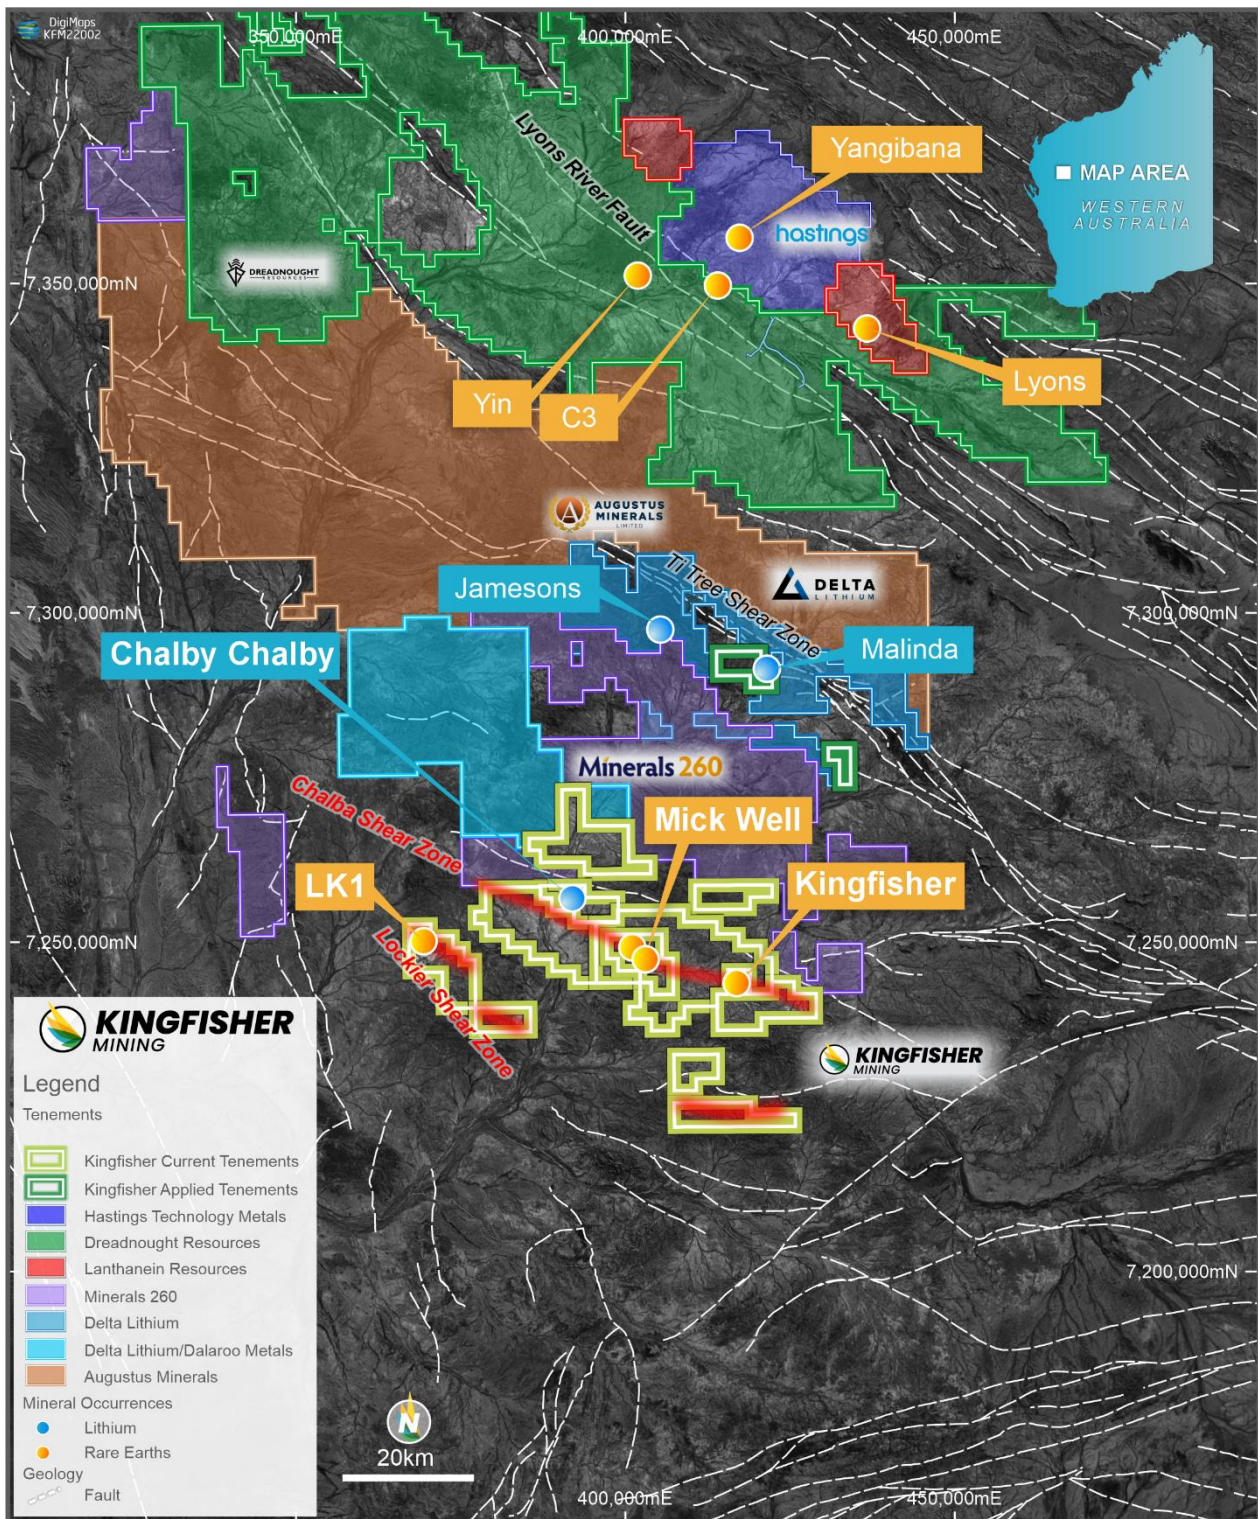 DigiMaps
KFM22002
350,000mE
400,000mE
450,000mE
Lyons River Fault
Yangibana
hastings
MAP AREA
WESTERN
AUSTRALIA
DREADNOUGHT
RESOURCES
7,350,000mN
Yin
C3
Lyons
AUGUSTUS
MINERALS
LIMITED
Ti Tree Shear Zone
DELTA
LITHIUM
Jamesons
7,300,000mN
7,300,000mN
Chalby Chalby
Malinda
Minerals 260
Chalba Shear Zone
Mick Well
LK1
Kingfisher
7,250,000mN
7,250,000mN
Lockier Shear Zone
KINGFISHER
MINING
KINGFISHER
MINING
Legend
Tenements
Kingfisher Current Tenements
Kingfisher Applied Tenements
Hastings Technology Metals
Dreadnought Resources
Lanthanein Resources
Minerals 260
Delta Lithium
Delta Lithium/Dalaroo Metals
Augustus Minerals
Mineral Occurrences
Lithium
Rare Earths
Geology
Fault
7,200,000mN
N
20km
400,000mE
450,000mE